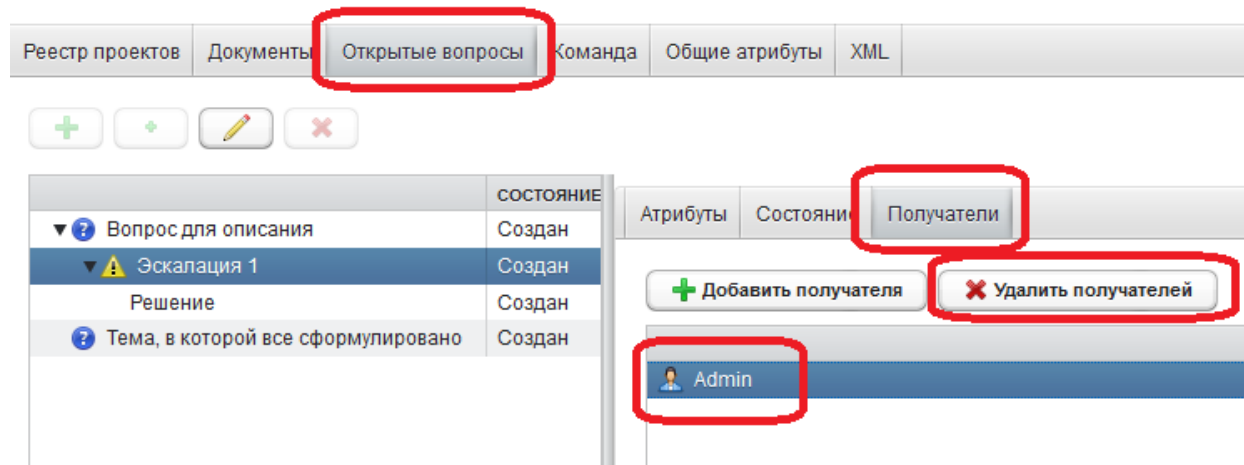 Реестр проектов Документы Открытые вопросы Команда Общие атрибуты XML
СОСТОЯНИЕ
Вопрос для описания Создан
Эскалация 1 Создан
Решение Создан
Тема, в которой все сформулировано Создан
Атрибуты Состояние Получатели
Добавить получателя Удалить получателей
Admin